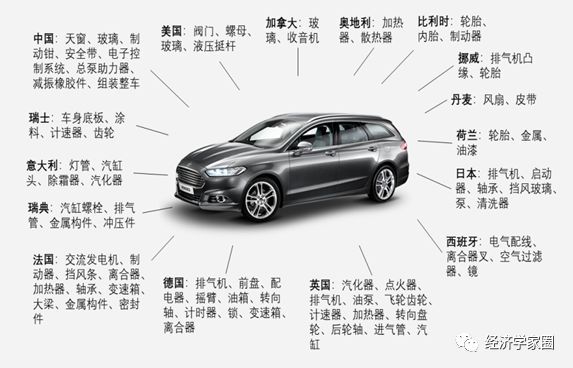 中国：天窗、玻璃、制
动钳、安全带、电子控
制系统、总泵助力器、
减振橡胶件、组装整车
美国：阀门、螺母、
玻璃、液压挺杆
加拿大：玻
璃、收音机
奥地利：加热
器、散热器
比利时：轮胎、
内胎、制动器
挪威：排气机凸
缘、轮胎
丹麦：风扇、皮带
荷兰：轮胎、金属、
油漆
日本：排气机、启动
器、轴承、挡风玻璃、
泵、清洗器
西班牙：电气配线、
离合器叉、空气过滤
器、镜
瑞士：车身底板、涂
料、计速器、齿轮
意大利：灯管、汽缸
头、除霜器、汽化器
瑞典：汽缸螺栓、排气
管、金属构件、冲压件
法国：交流发电机、制
动器、挡风条、离合器、
加热器、轴承、变速箱、
大梁、金属构件、密封
件
德国：排气机、前盘、配
电器、摇臂、油箱、转向
轴、计时器、锁、变速箱、
离合器
英国：汽化器、点火器、
排气机、油泵、飞轮齿轮、
计速器、加热器、转向盘
轮、后轮轴、进气管、汽
缸
经济学家圈